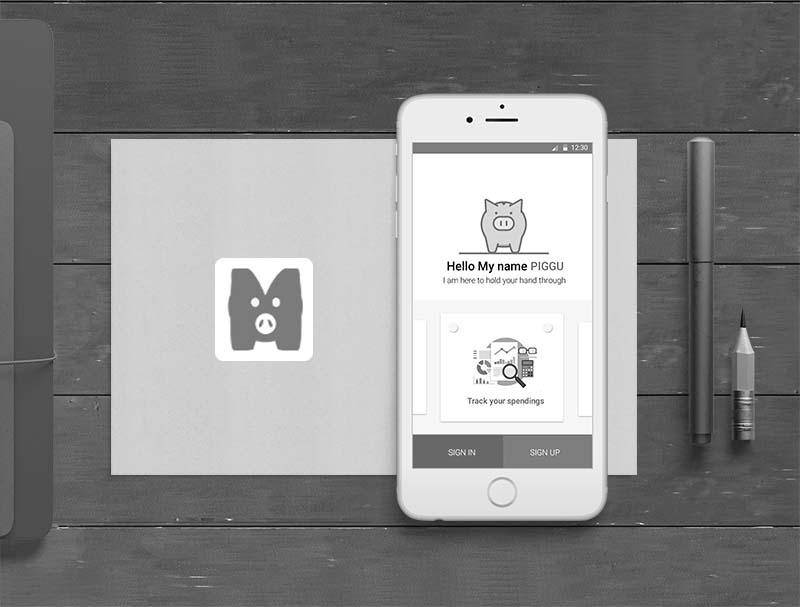 12:30
Hello My name PIGGU
I am here to hold your hand through
Track your spendings
SIGN IN
SIGN UP